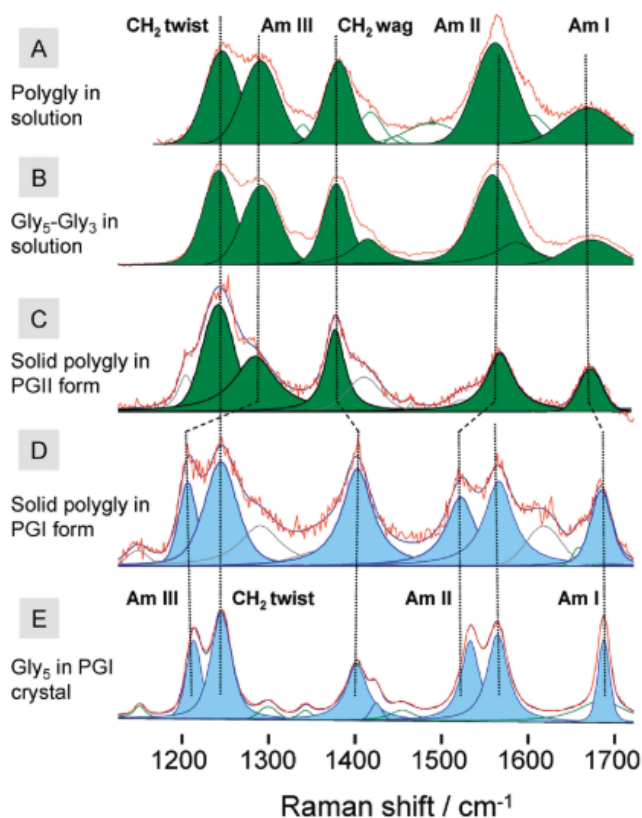 CH₂ twist Am III CH₂ wag Am II Am I
A
Polygly in
solution
B
Gly₅-Gly₃ in
solution
C
Solid polygly in
PGII form
D
Solid polygly in
PGI form
Am III CH₂ twist Am II Am I
E
Gly₅ in PGI
crystal
1200 1300 1400 1500 1600 1700
Raman shift / cm⁻¹